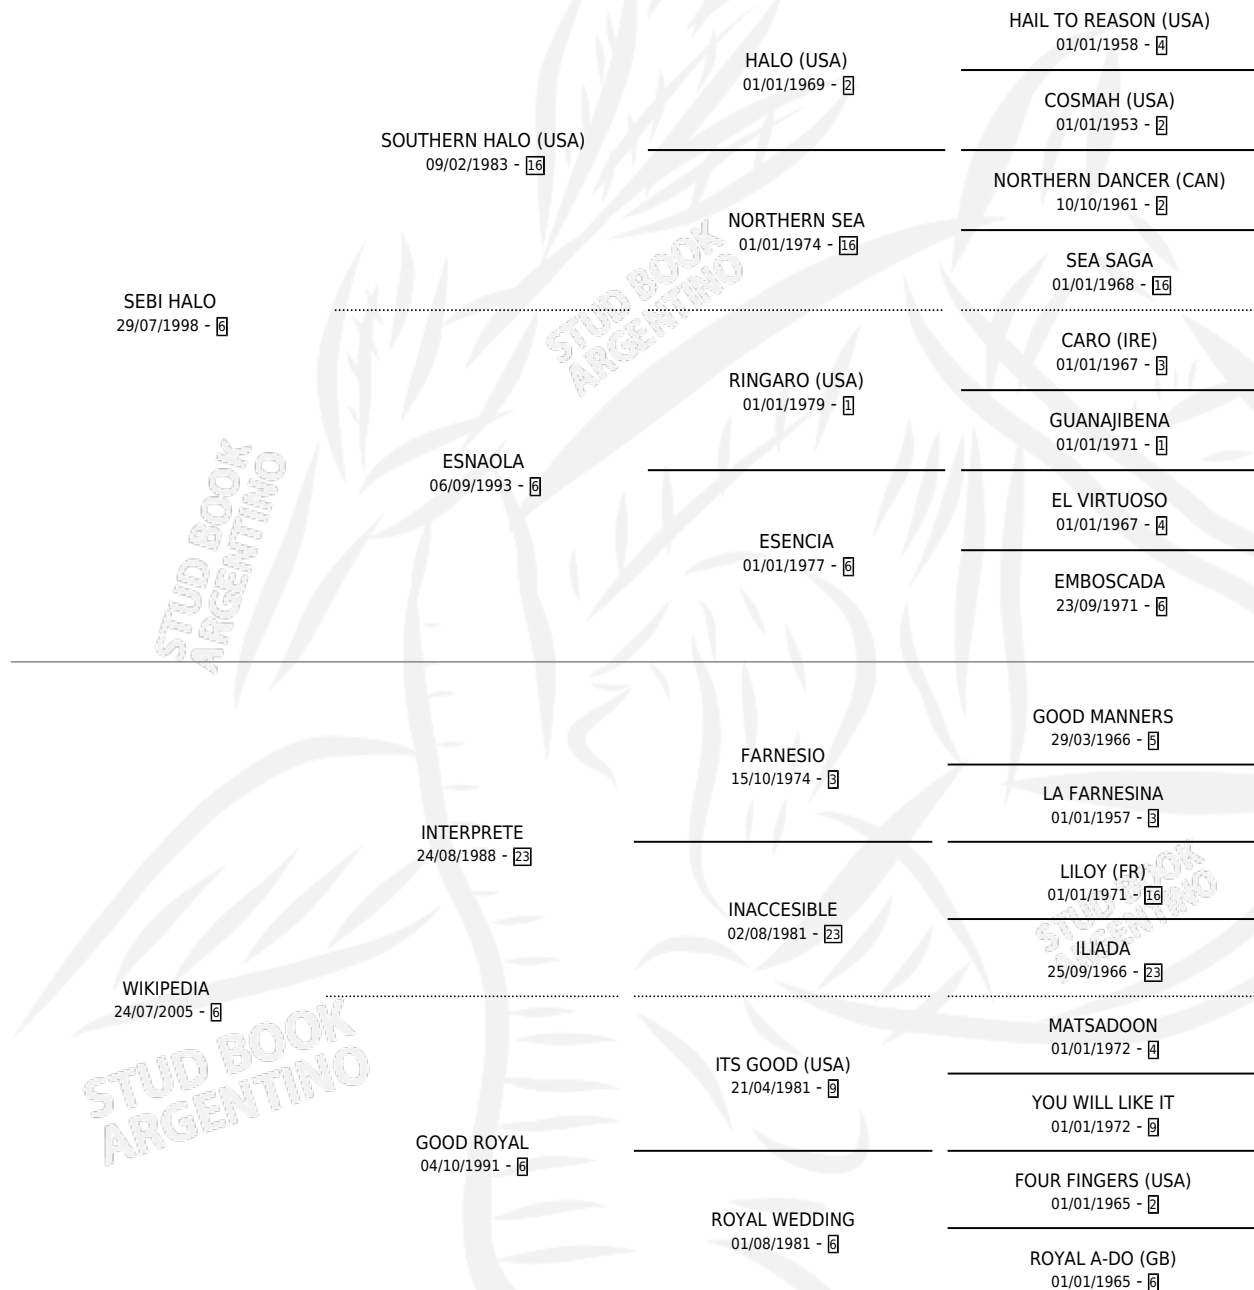 HAIL TO REASON (USA)
01/01/1958 - 4
HALO (USA)
01/01/1969 - 2
COSMAH (USA)
01/01/1953 - 2
SOUTHERN HALO (USA)
09/02/1983 - 16
NORTHERN DANCER (CAN)
10/10/1961 - 2
NORTHERN SEA
01/01/1974 - 16
SEA SAGA
01/01/1968 - 16
SEBI HALO
29/07/1998 - 6
CARO (IRE)
01/01/1967 - 3
RINGARO (USA)
01/01/1979 - 1
GUANAJIBENA
01/01/1971 - 1
ESNAOLA
06/09/1993 - 6
EL VIRTUOSO
01/01/1967 - 4
ESENCIA
01/01/1977 - 6
EMBOSCADA
23/09/1971 - 6
GOOD MANNERS
29/03/1966 - 5
FARNESIO
15/10/1974 - 3
LA FARNESINA
01/01/1957 - 3
INTERPRETE
24/08/1988 - 23
LILOY (FR)
01/01/1971 - 16
INACCESIBLE
02/08/1981 - 23
ILIADA
25/09/1966 - 23
WIKIPEDIA
24/07/2005 - 6
MATSADOON
01/01/1972 - 4
ITS GOOD (USA)
21/04/1981 - 9
YOU WILL LIKE IT
01/01/1972 - 9
GOOD ROYAL
04/10/1991 - 6
FOUR FINGERS (USA)
01/01/1965 - 2
ROYAL WEDDING
01/08/1981 - 6
ROYAL A-DO (GB)
01/01/1965 - 6
STUD BOOK
ARGENTINO
STUD BOOK
ARGENTINO
STUD BOOK
ARGENTINO
STUD BOOK
ARGENTINO